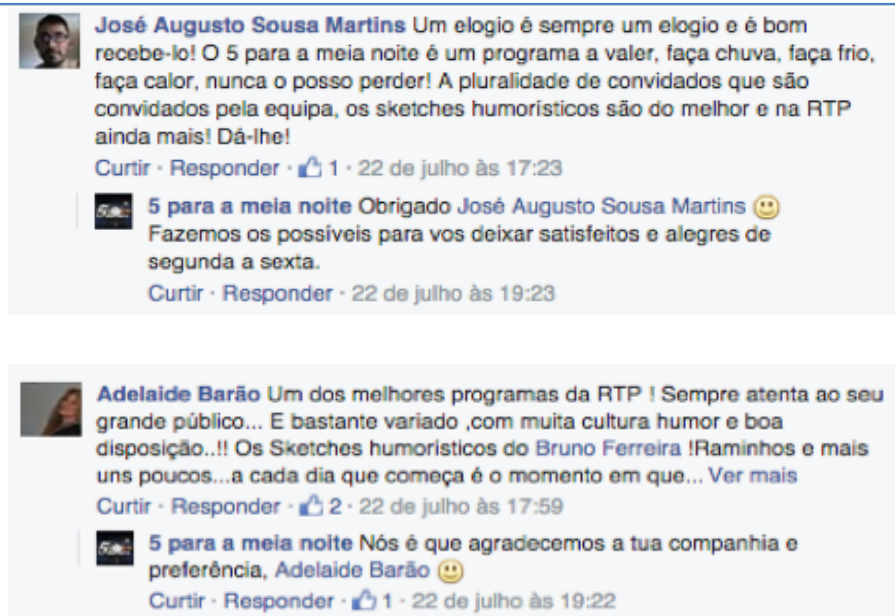 José Augusto Sousa Martins Um elogio é sempre um elogio e é bom
recebe-lo! O 5 para a meia noite é um programa a valer, faça chuva, faça frio,
faça calor, nunca o posso perder! A pluralidade de convidados que são
convidados pela equipa, os sketches humorísticos são do melhor e na RTP
ainda mais! Dá-lhe!
Curtir · Responder · 1 · 22 de julho às 17:23
5 para a meia noite Obrigado José Augusto Sousa Martins
Fazemos os possíveis para vos deixar satisfeitos e alegres de
segunda a sexta.
Curtir · Responder · 22 de julho às 19:23
Adelaide Barão Um dos melhores programas da RTP ! Sempre atenta ao seu
grande público... E bastante variado ,com muita cultura humor e boa
disposição..!! Os Sketches humorísticos do Bruno Ferreira !Raminhos e mais
uns poucos...a cada dia que começa é o momento em que... Ver mais
Curtir · Responder · 2 · 22 de julho às 17:59
5 para a meia noite Nós é que agradecemos a tua companhia e
preferência, Adelaide Barão
Curtir · Responder · 1 · 22 de julho às 19:22